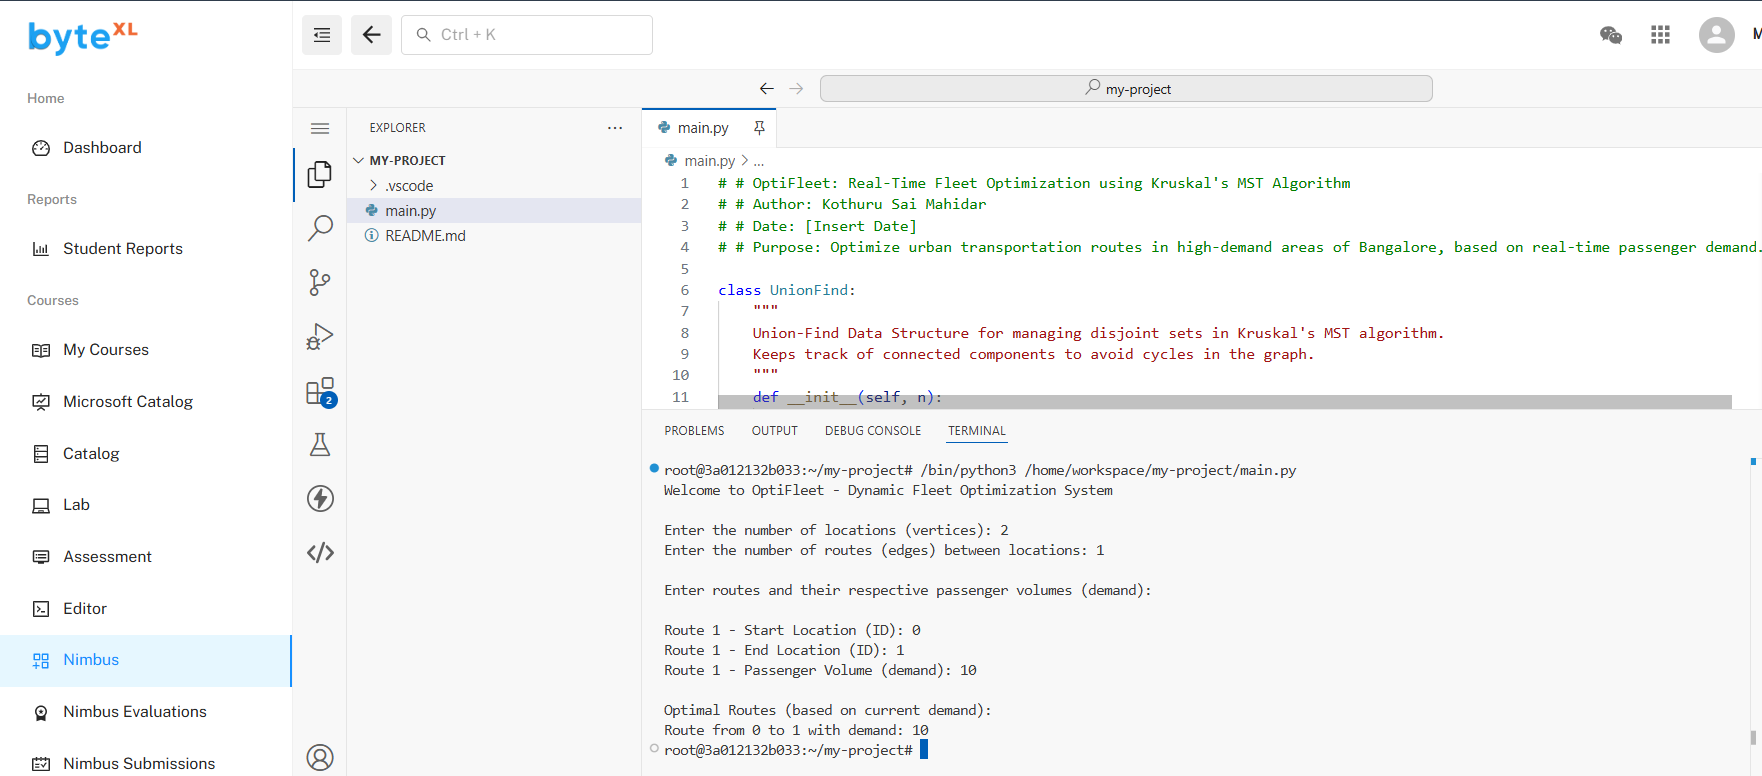 byteXL
Ctrl + K
M
Home
Dashboard
Reports
Student Reports
Courses
My Courses
Microsoft Catalog
Catalog
Lab
Assessment
Editor
Nimbus
Nimbus Evaluations
Nimbus Submissions
my-project
2
EXPLORER
MY-PROJECT
.vscode
main.py
README.md
main.py
main.py > ...
1 # # OptiFleet: Real-Time Fleet Optimization using Kruskal's MST Algorithm
2 # # Author: Kothuru Sai Mahidar
3 # # Date: [Insert Date]
4 # # Purpose: Optimize urban transportation routes in high-demand areas of Bangalore, based on real-time passenger demand.
5
6 class UnionFind:
7 """
8 Union-Find Data Structure for managing disjoint sets in Kruskal's MST algorithm.
9 Keeps track of connected components to avoid cycles in the graph.
10 """
11 def __init__(self, n):
PROBLEMS OUTPUT DEBUG CONSOLE TERMINAL
root@3a012132b033:~/my-project# /bin/python3 /home/workspace/my-project/main.py
Welcome to OptiFleet - Dynamic Fleet Optimization System
Enter the number of locations (vertices): 2
Enter the number of routes (edges) between locations: 1
Enter routes and their respective passenger volumes (demand):
Route 1 - Start Location (ID): 0
Route 1 - End Location (ID): 1
Route 1 - Passenger Volume (demand): 10
Optimal Routes (based on current demand):
Route from 0 to 1 with demand: 10
root@3a012132b033:~/my-project#